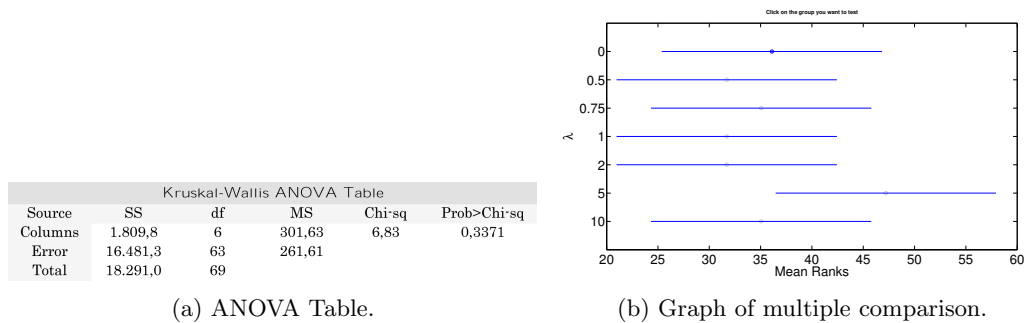 Kruskal-Wallis ANOVA Table
Source SS df MS Chi-sq Prob>Chi-sq
Columns 1.809,8 6 301,63 6,83 0,3371
Error 16.481,3 63 261,61
Total 18.291,0 69
(a) ANOVA Table.
Click on the group you want to test
0
0.5
0.75
1
2
5
10
λ
20 25 30 35 40 45 50 55 60
Mean Ranks
(b) Graph of multiple comparison.